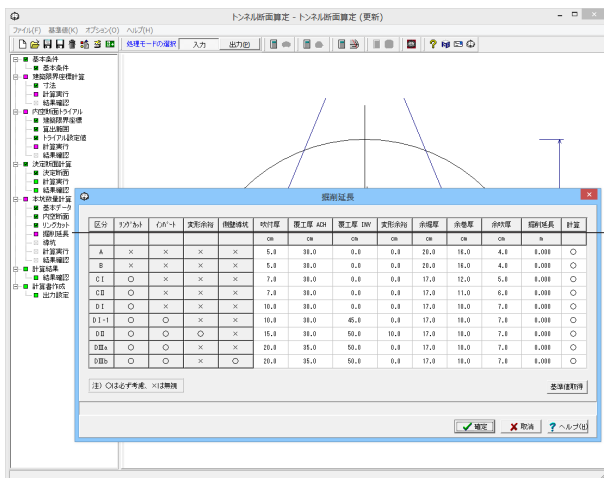 トンネル断面算定 - トンネル断面算定 (更新)
ファイル(F) 基準値(K) オプション(O) ヘルプ(H)
処理モードの選択 入力 出力(P)
基本条件
基本条件
建築限界座標計算
寸法
計算実行
結果確認
内空断面トライアル
建築限界座標
算出範囲
トライアル設定値
計算実行
結果確認
決定断面計算
決定断面
計算実行
結果確認
本坑数量計算
基本データ
内空断面
リングカット
掘削延長
導坑
計算実行
結果確認
計算結果
結果確認
計算書作成
出力設定
掘削延長
区分 リングカット インバート 変形余裕 側壁導坑 吹付厚 覆工厚 ACH 覆工厚 INV 変形余裕 余堀厚 余巻厚 余吹厚 掘削延長 計算
cm cm cm cm cm cm cm m
A × × × × 5.0 30.0 0.0 0.0 20.0 16.0 4.0 0.000 ○
B × × × × 5.0 30.0 0.0 0.0 20.0 16.0 4.0 0.000 ○
CⅠ ○ × × × 7.0 30.0 0.0 0.0 17.0 12.0 5.0 0.000 ○
CⅡ ○ × × × 7.0 30.0 0.0 0.0 17.0 11.0 6.0 0.000 ○
DⅠ ○ × × × 10.0 30.0 0.0 0.0 17.0 10.0 7.0 0.000 ○
DⅠ-1 ○ ○ × × 10.0 30.0 45.0 0.0 17.0 10.0 7.0 0.000 ○
DⅡ ○ ○ ○ × 15.0 30.0 50.0 10.0 17.0 10.0 7.0 0.000 ○
DⅢa ○ ○ × × 20.0 35.0 50.0 0.0 17.0 10.0 7.0 0.000 ○
DⅢb ○ ○ × ○ 20.0 35.0 50.0 0.0 17.0 10.0 7.0 0.000 ○
注) ○は必ず考慮、×は無視
基準値取得
確定 取消 ? ヘルプ(H)